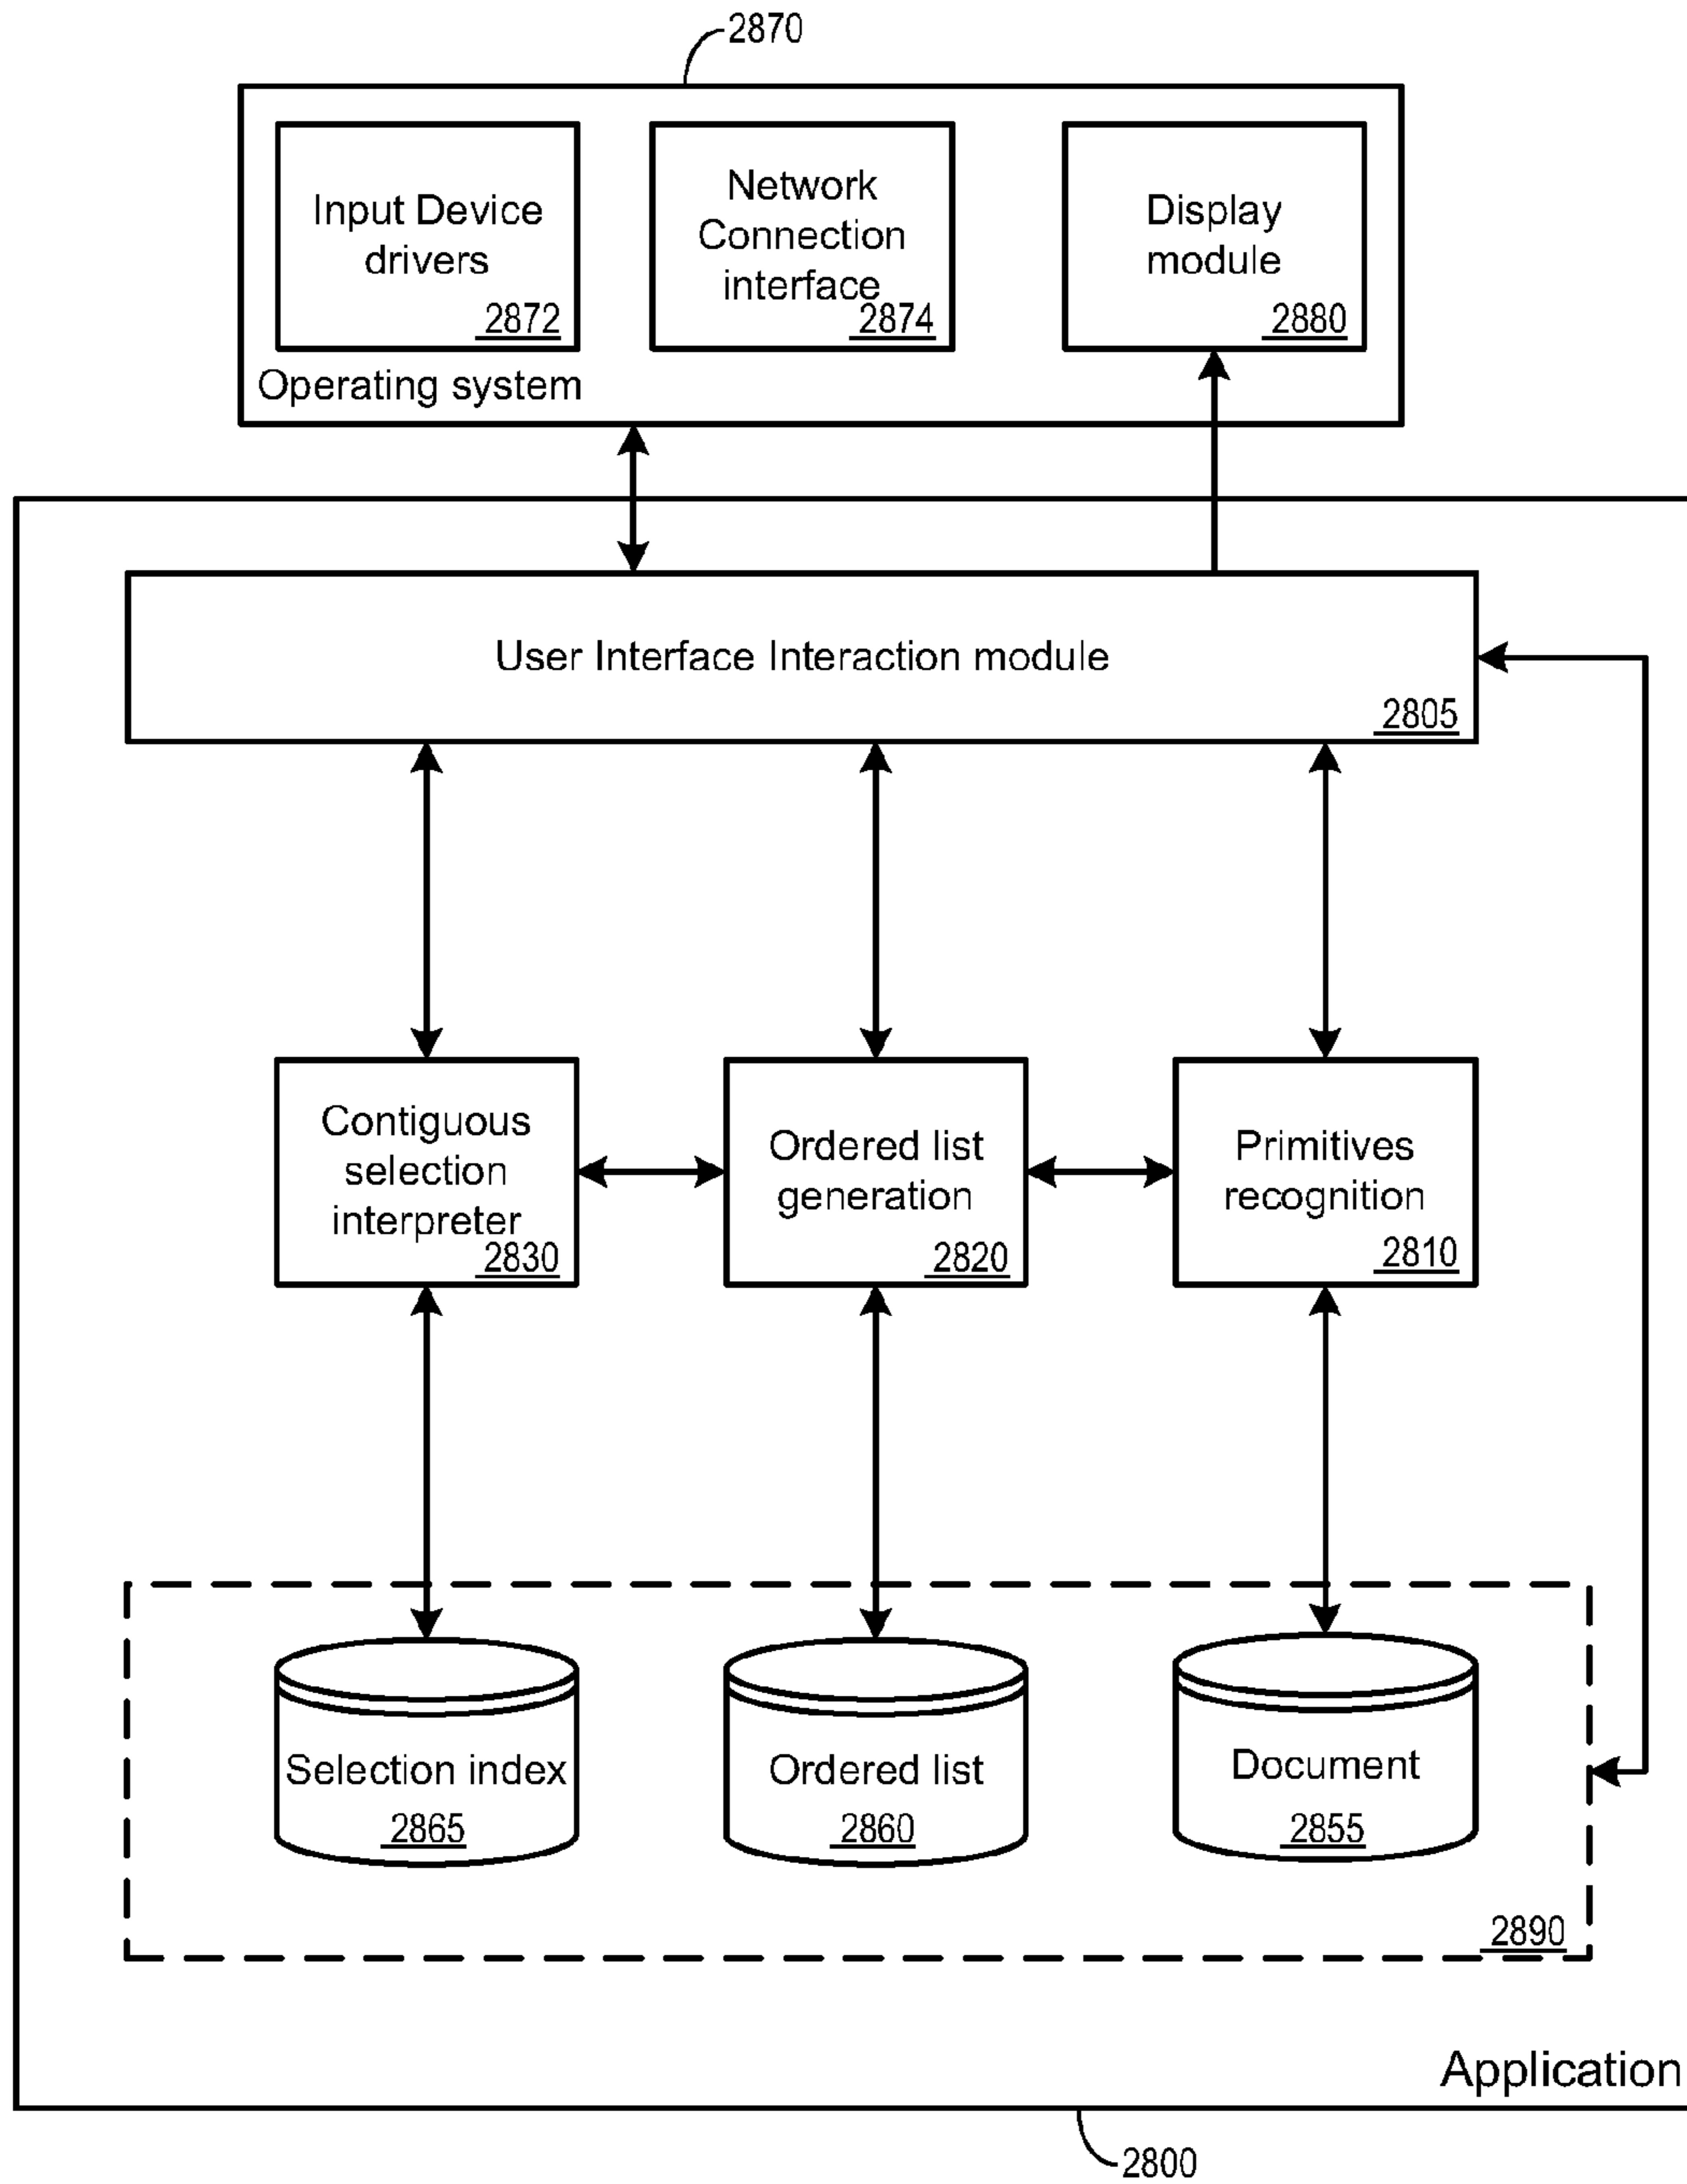 2870
Input Device
drivers
2872
Network
Connection
interface
2874
Display
module
2880
Operating system
User Interface Interaction module
2805
Contiguous
selection
interpreter
2830
Ordered list
generation
2820
Primitives
recognition
2810
Selection index
2865
Ordered list
2860
Document
2855
2890
Application
2800